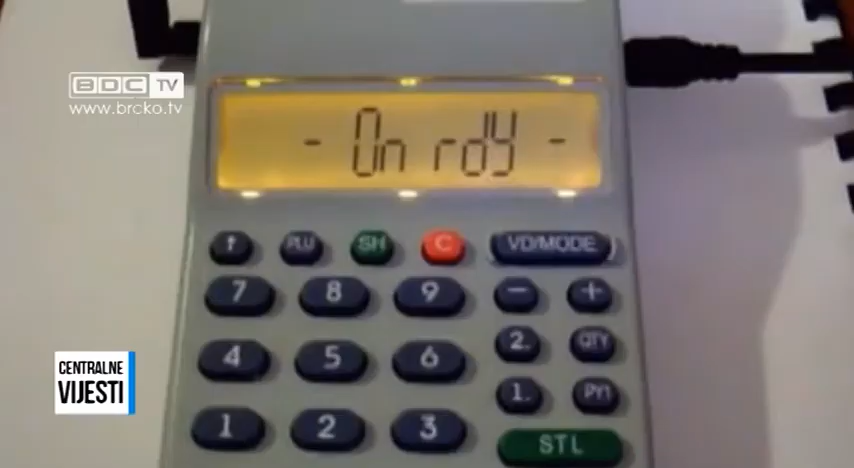 BDC TV
www.brcko.tv
- On rdy -
↑ PLU SH C VD/MODE
7 8 9 - +
4 5 6 2. QTY
1 2 3 1. PY1
STL
CENTRALNE
VIJESTI